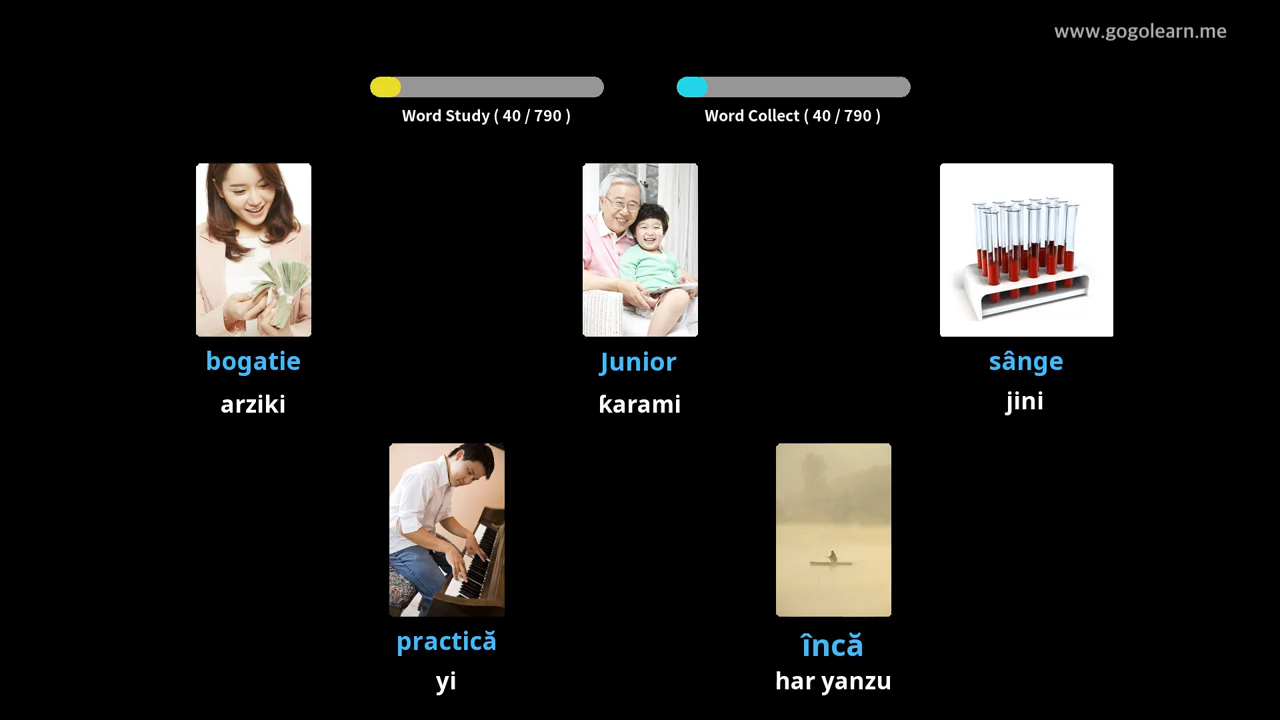 www.gogolearn.me
Word Study ( 40 / 790 )
Word Collect ( 40 / 790 )
bogatie
arziki
Junior
ƙarami
sânge
jini
practică
yi
încă
har yanzu